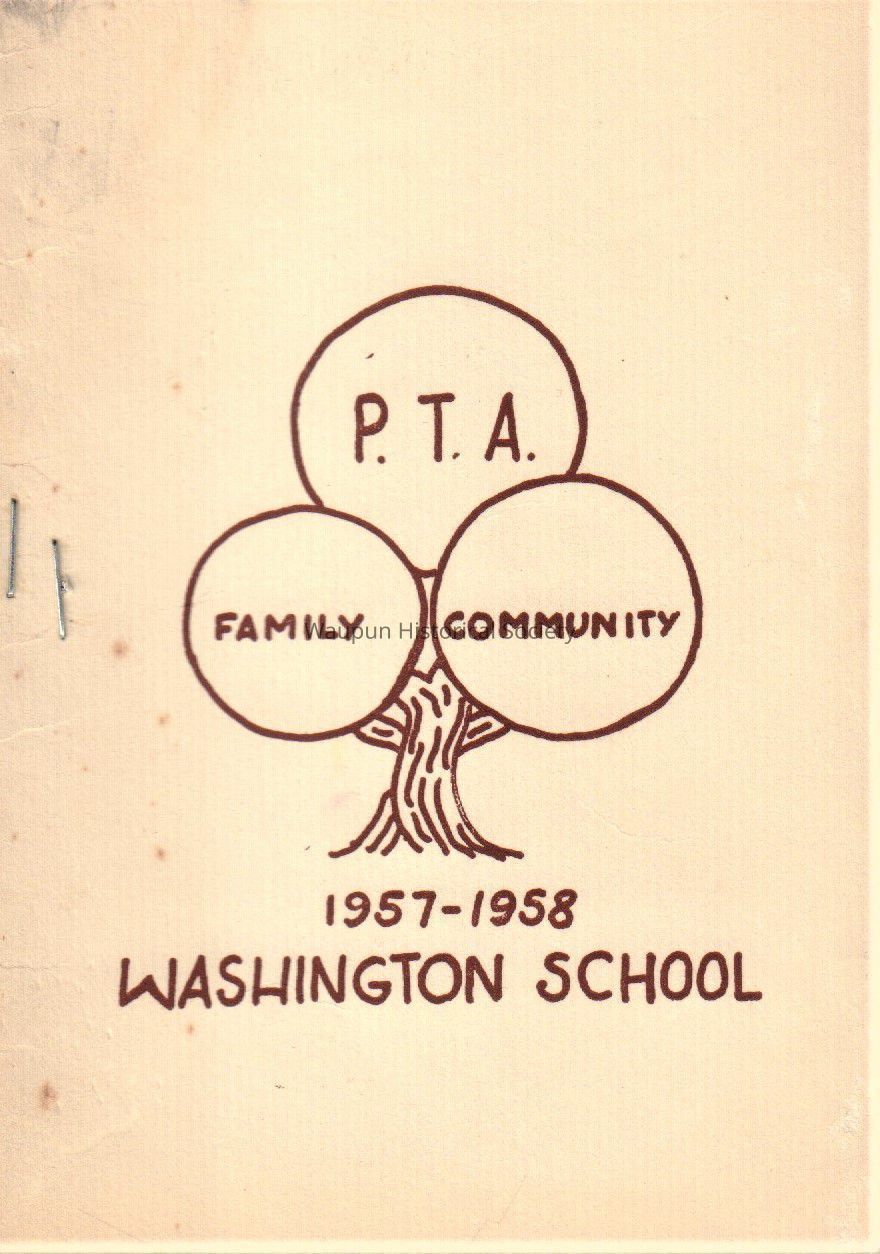 P. T. A.
FAMILY COMMUNITY
Waupun Historical Society
1957-1958
WASHINGTON SCHOOL